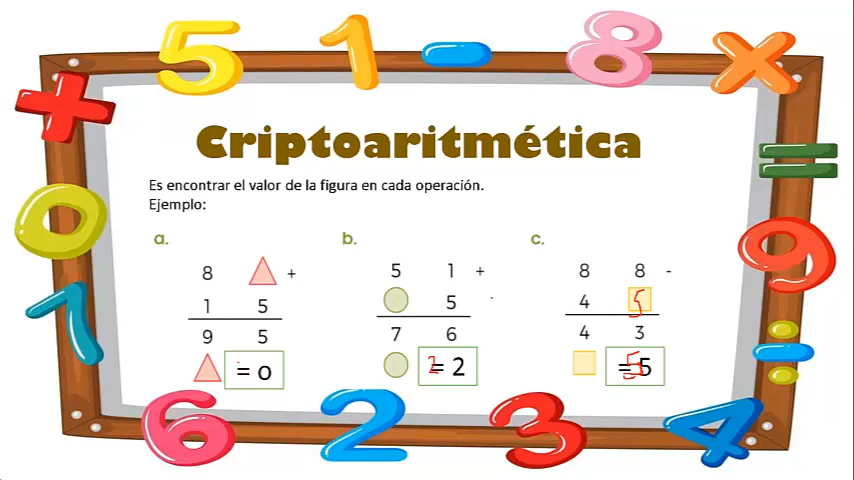 5 1 - 8 ×
+
Criptoaritmética
=
Es encontrar el valor de la figura en cada operación.
Ejemplo:
a. b. c.
0 9
8 + 5 1 + 8 8 -
1 5 5 4 5
9 5 7 6 4 3
1 ÷
= o 2 = 2 = 5 5
6 2 3 4